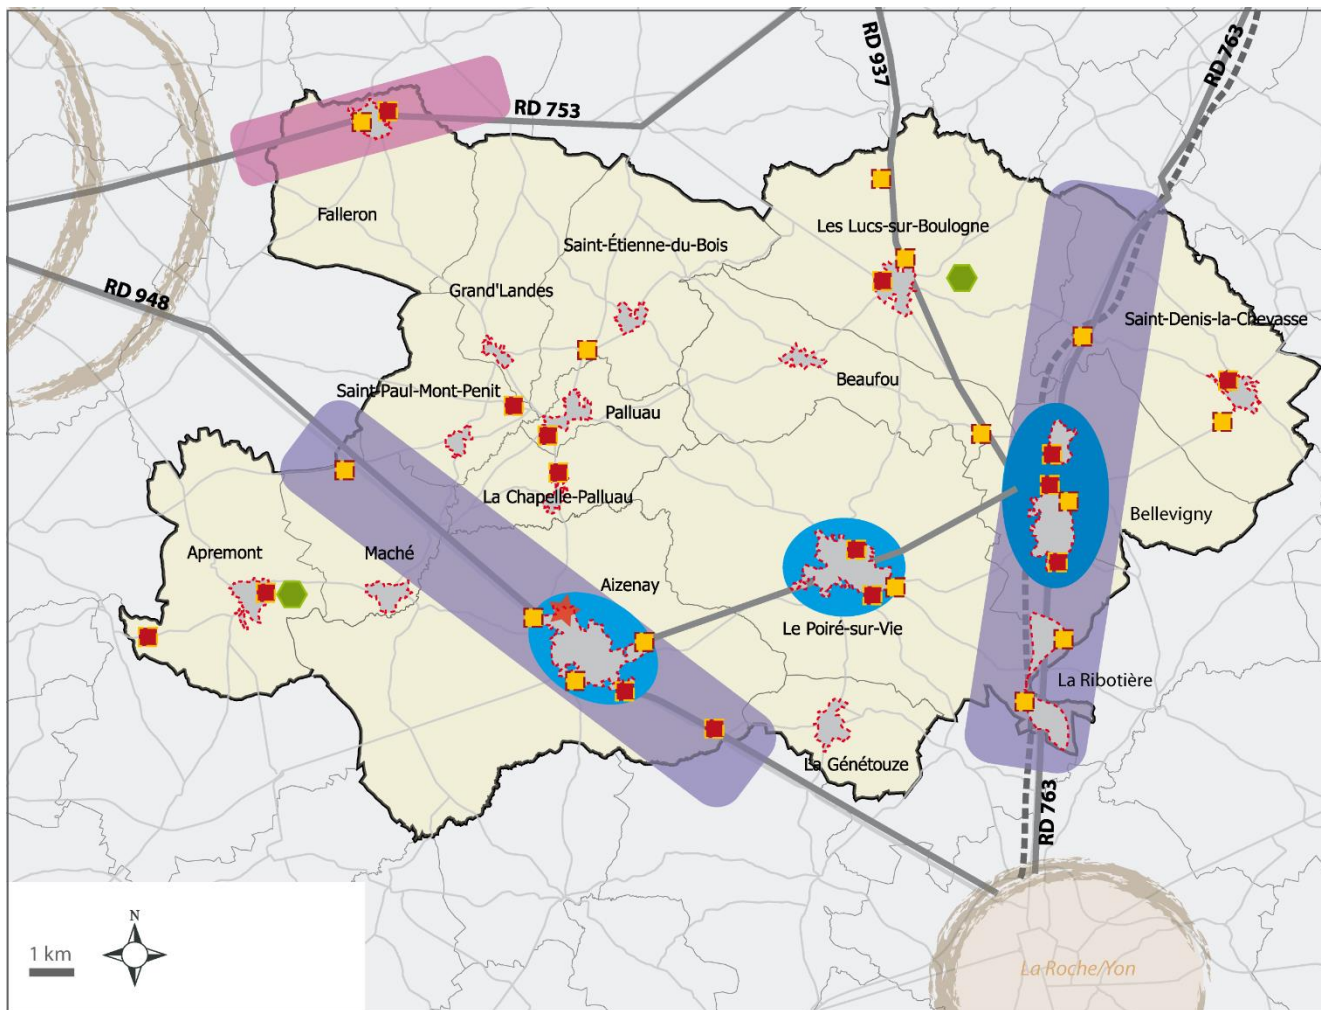 RD 937
RD 763
RD 753
Falleron
Les Lucs-sur-Boulogne
Saint-Étienne-du-Bois
RD 948
Grand'Landes
Saint-Denis-la-Chevasse
Beaufou
Saint-Paul-Mont-Penit
Palluau
La Chapelle-Palluau
Bellevigny
Apremont
Maché
Aizenay
Le Poiré-sur-Vie
La Ribotière
La Génétouze
RD 763
N
1 km
La Roche/Yon